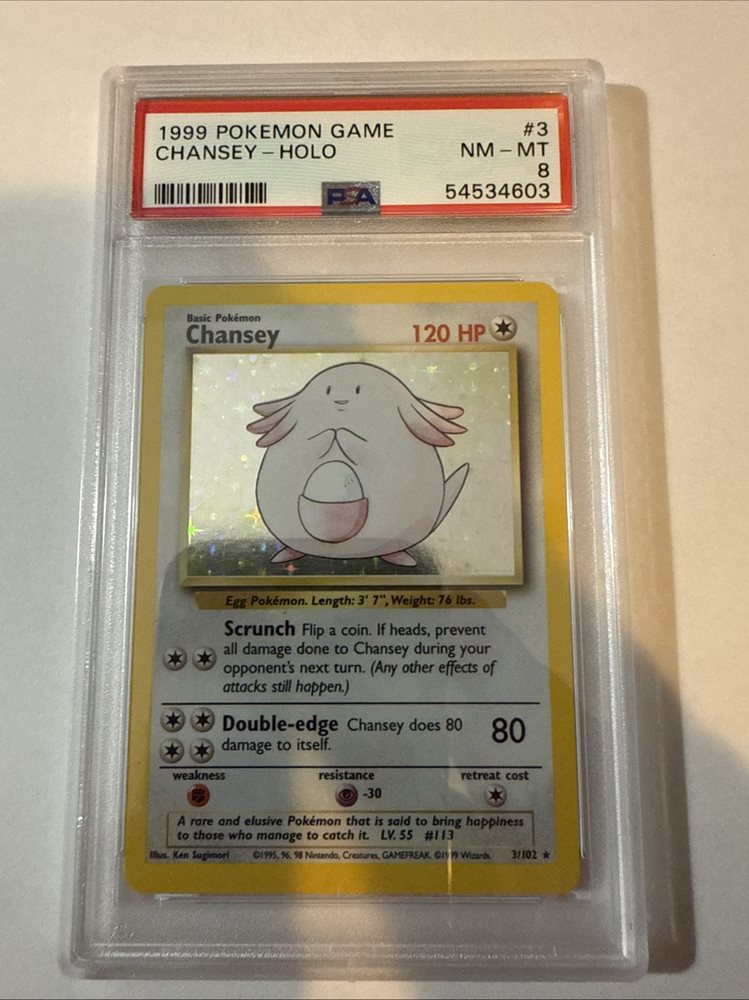 1999 POKEMON GAME #3
CHANSEY - HOLO NM - MT
8
PSA 54534603
Basic Pokémon
Chansey 120 HP
Egg Pokémon. Length: 3' 7", Weight: 76 lbs.
Scrunch Flip a coin. If heads, prevent
all damage done to Chansey during your
opponent's next turn. (Any other effects of
attacks still happen.)
Double-edge Chansey does 80
damage to itself.
80
weakness resistance retreat cost
-30
A rare and elusive Pokémon that is said to bring happiness
to those who manage to catch it. LV. 55 #113
Illus. Ken Sugimori ©1995, 96, 98 Nintendo, Creatures, GAMEFREAK. ©1999 Wizards. 3/102 ★